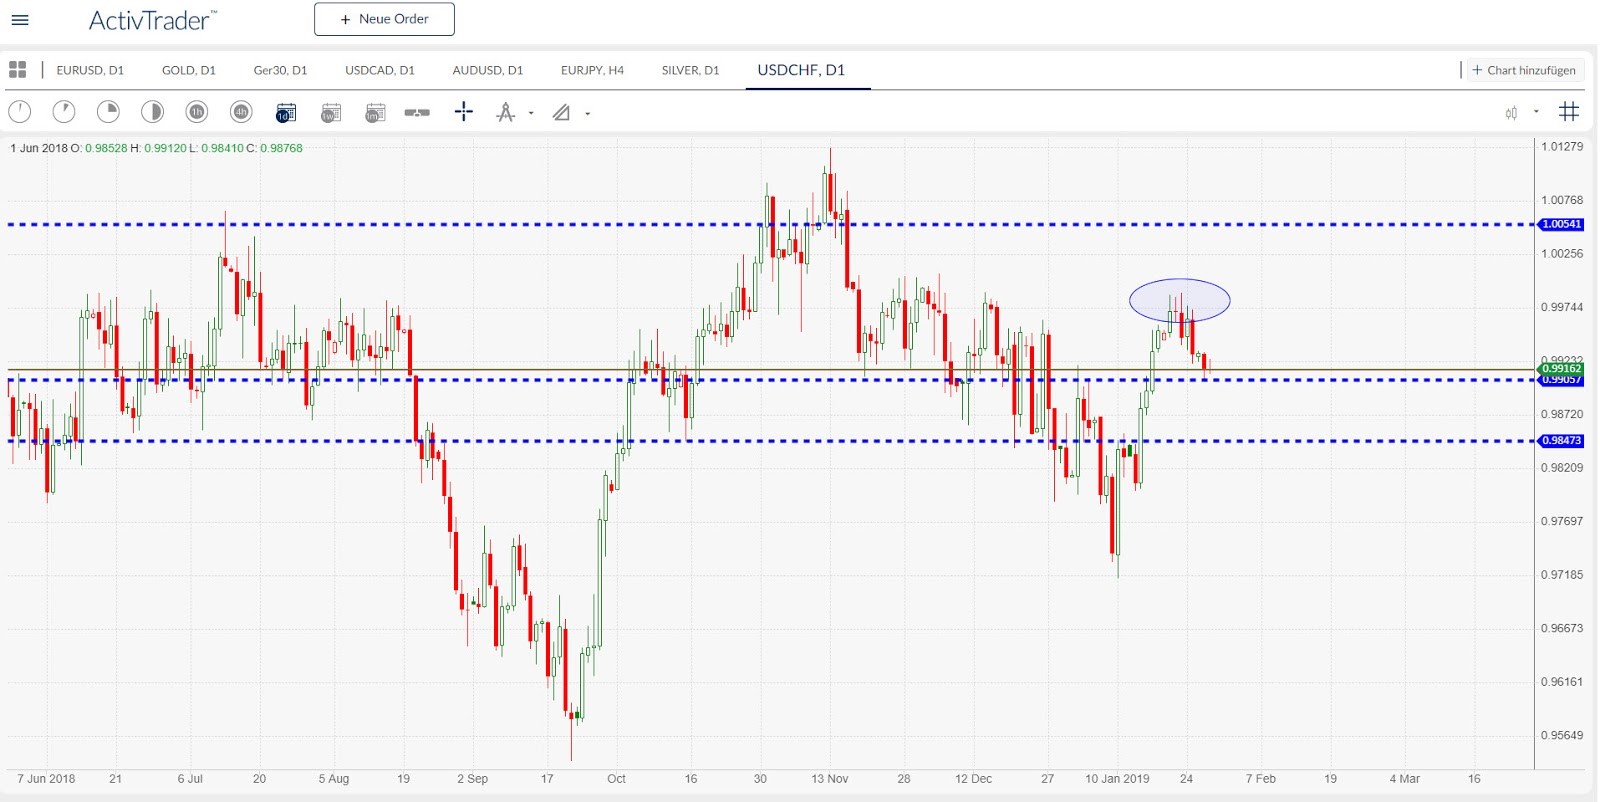 ActivTrader™
+ Neue Order
EURUSD, D1 GOLD, D1 Ger30, D1 USDCAD, D1 AUDUSD, D1 EURJPY, H4 SILVER, D1 USDCHF, D1 + Chart hinzufügen
1h 4h 1d 1w 1m
1 Jun 2018 O: 0.98528 H: 0.99120 L: 0.98410 C: 0.98768
1.01279
1.00768
1.00541
1.00256
0.99744
0.99232
0.99162
0.99057
0.98720
0.98473
0.98209
0.97697
0.97185
0.96673
0.96161
0.95649
7 Jun 2018 21 6 Jul 20 5 Aug 19 2 Sep 17 Oct 16 30 13 Nov 28 12 Dec 27 10 Jan 2019 24 7 Feb 19 4 Mar 16